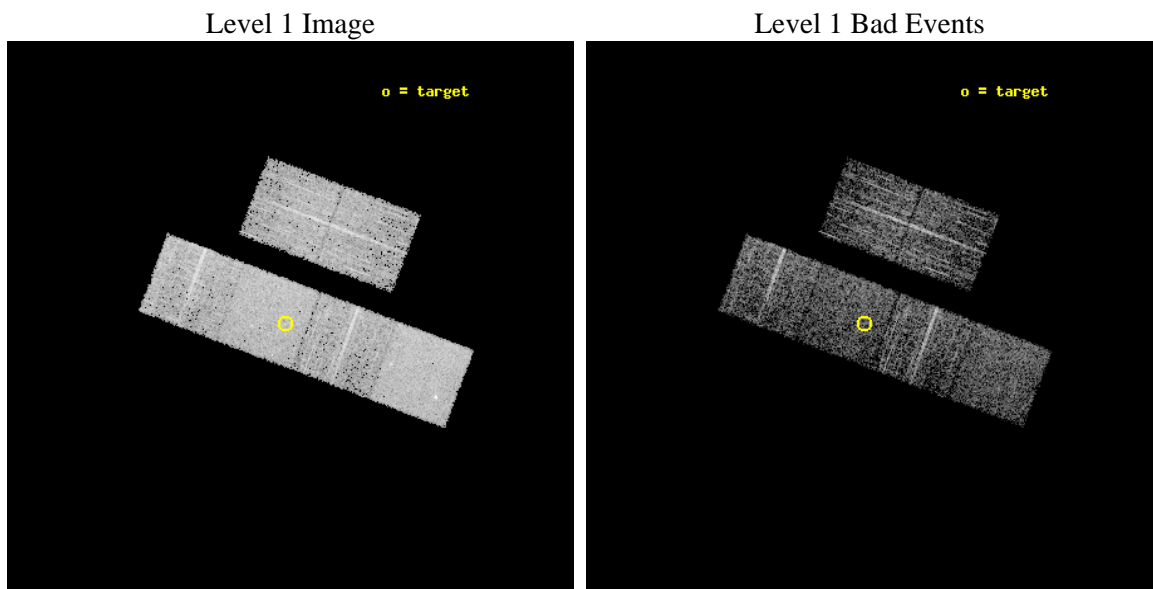 Level 1 Image
Level 1 Bad Events
o = target
o = target